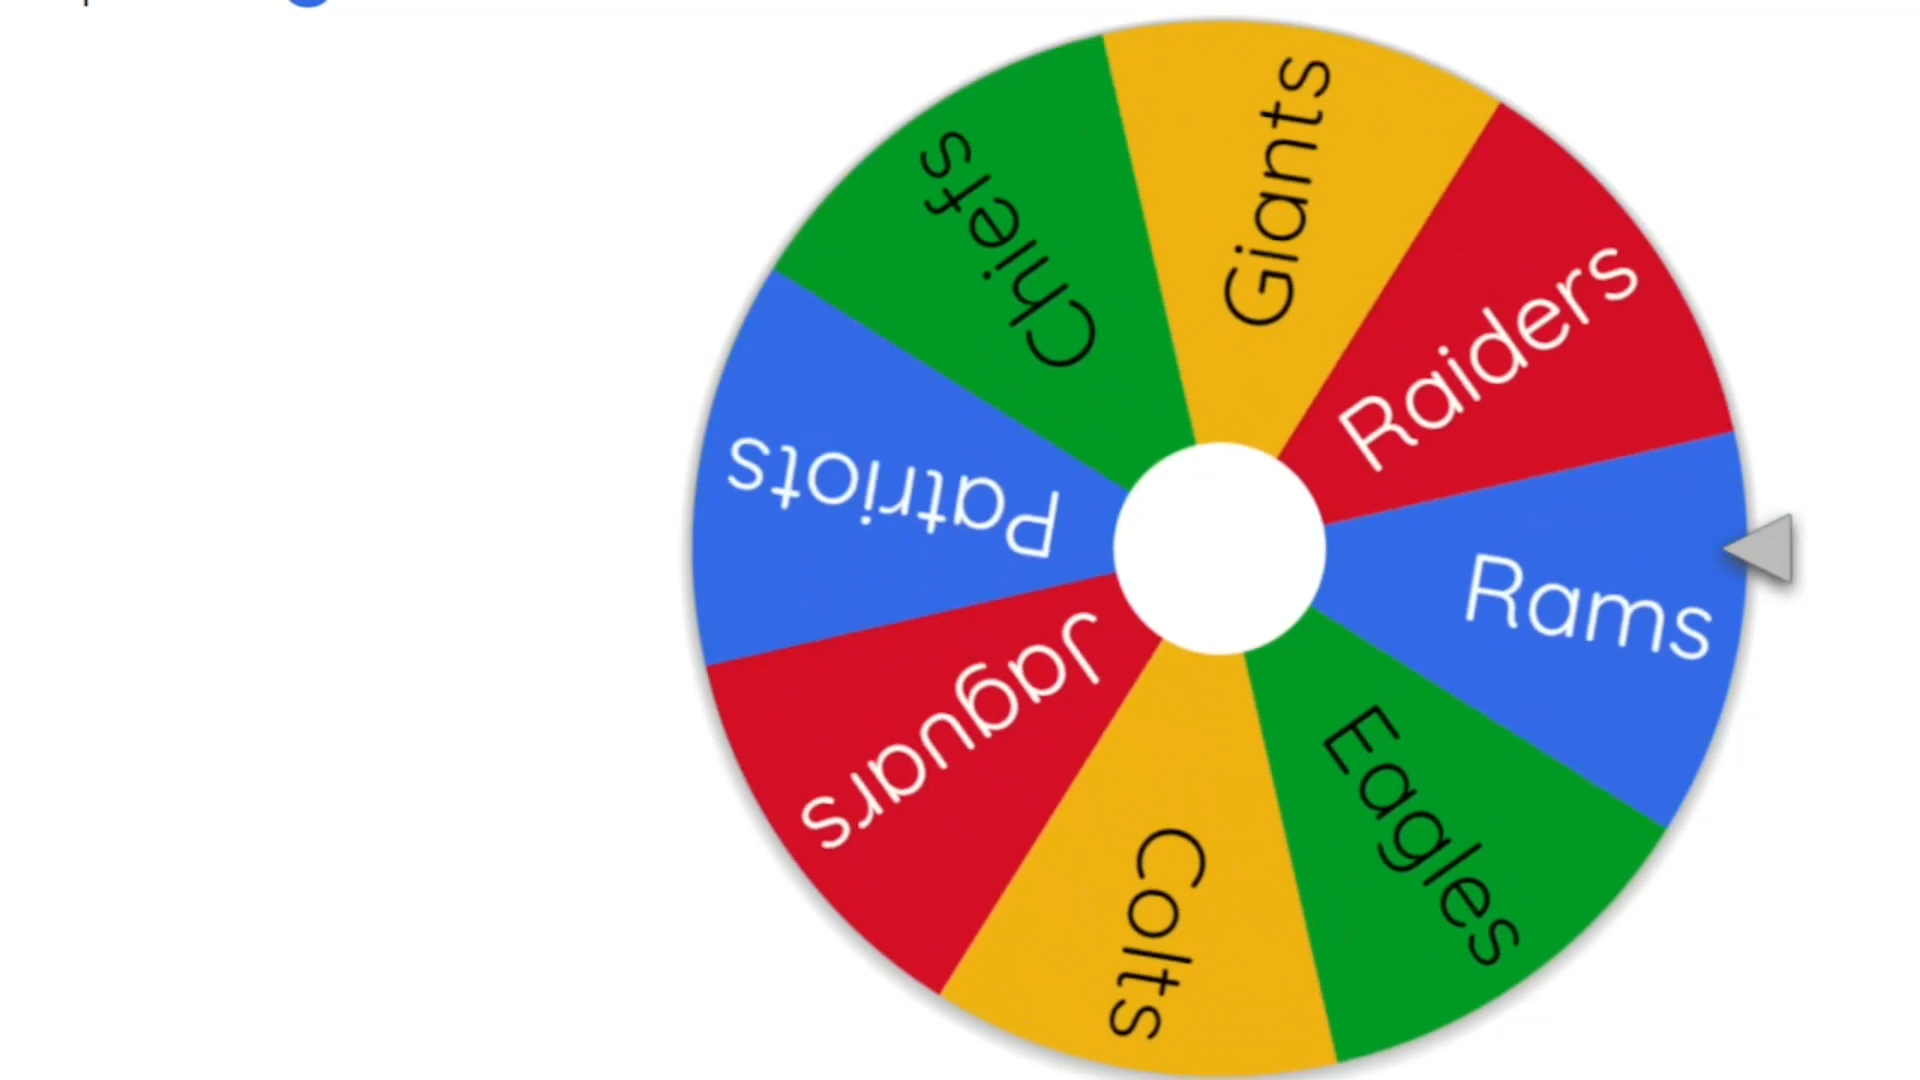 Giants
Raiders
Rams
Eagles
Colts
Jaguars
Patriots
Chiefs